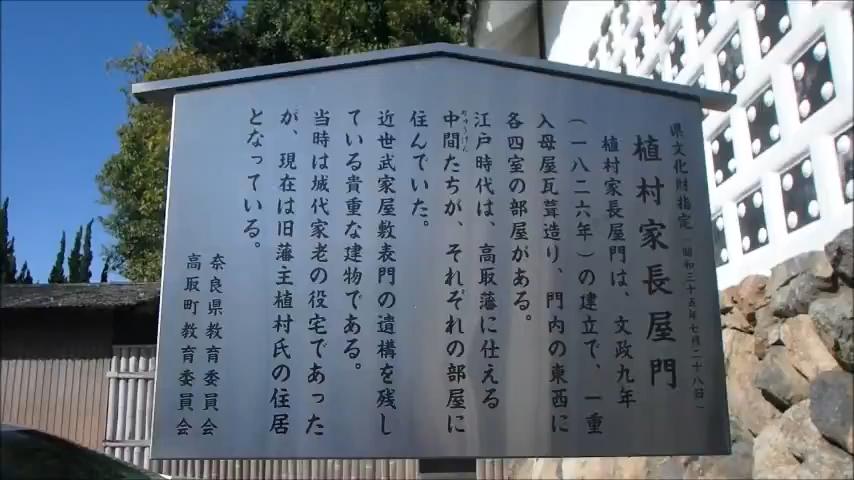 県文化財指定（昭和三十五年七月二十八日）
植村家長屋門
植村家長屋門は、文政九年
（一八二六年）の建立で、一重
入母屋瓦葺造り、門内の東西に
各四室の部屋がある。
江戸時代は、高取藩に仕える
中間たちが、それぞれの部屋に
ちゅうげん
住んでいた。
近世武家屋敷表門の遺構を残し
ている貴重な建物である。
当時は城代家老の役宅であった
が、現在は旧藩主植村氏の住居
となっている。
奈良県教育委員会
高取町教育委員会